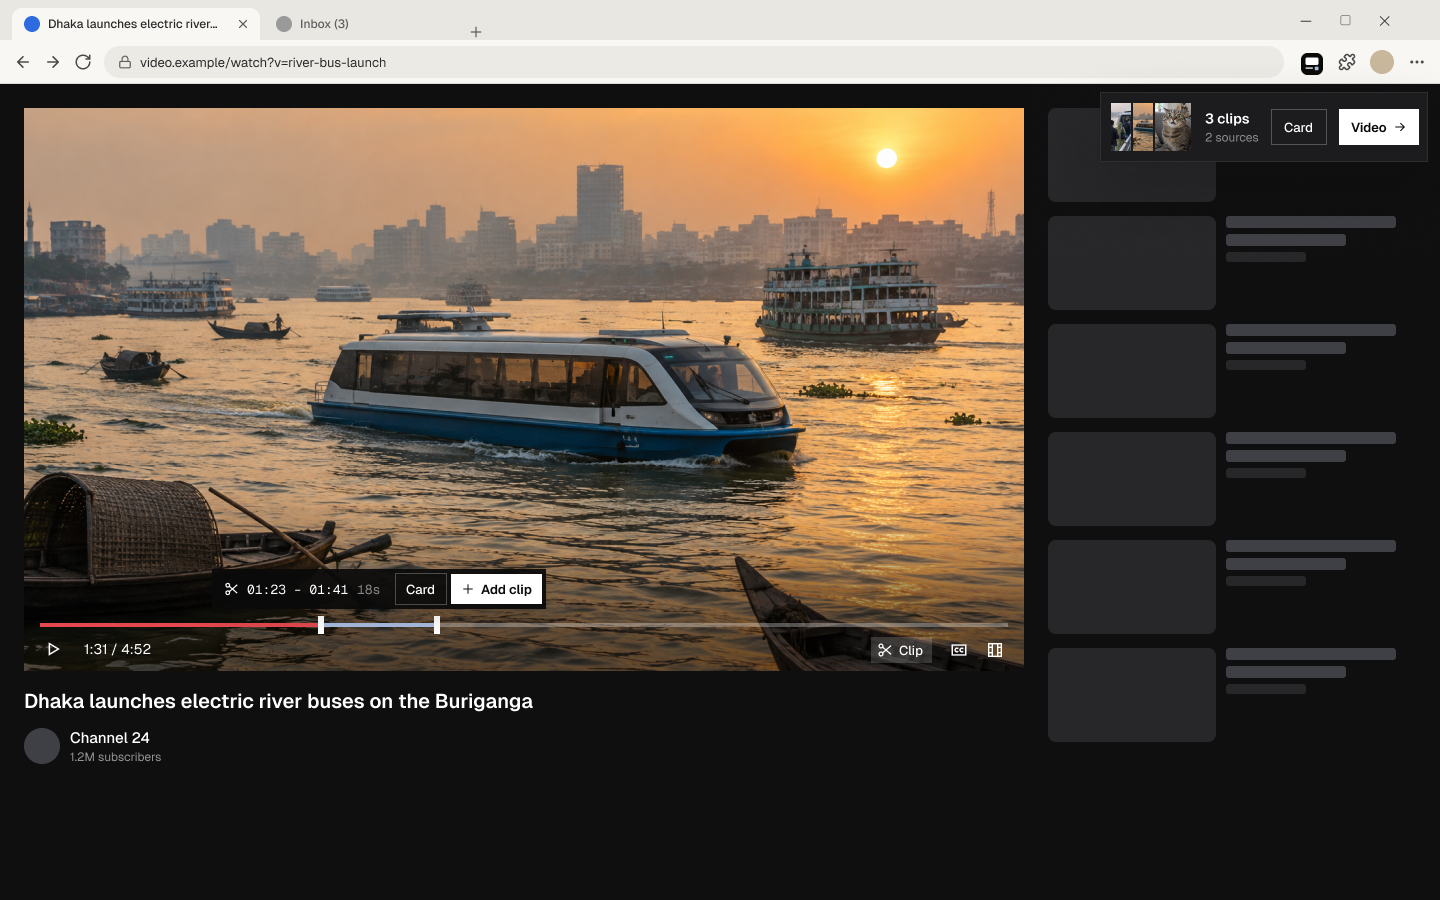 Dhaka launches electric river...
Inbox (3)
video.example/watch?v=river-bus-launch
3 clips
2 sources
Card
Video
01:23 - 01:41 18s
Card
Add clip
1:31 / 4:52
Clip
CC
Dhaka launches electric river buses on the Buriganga
Channel 24
1.2M subscribers